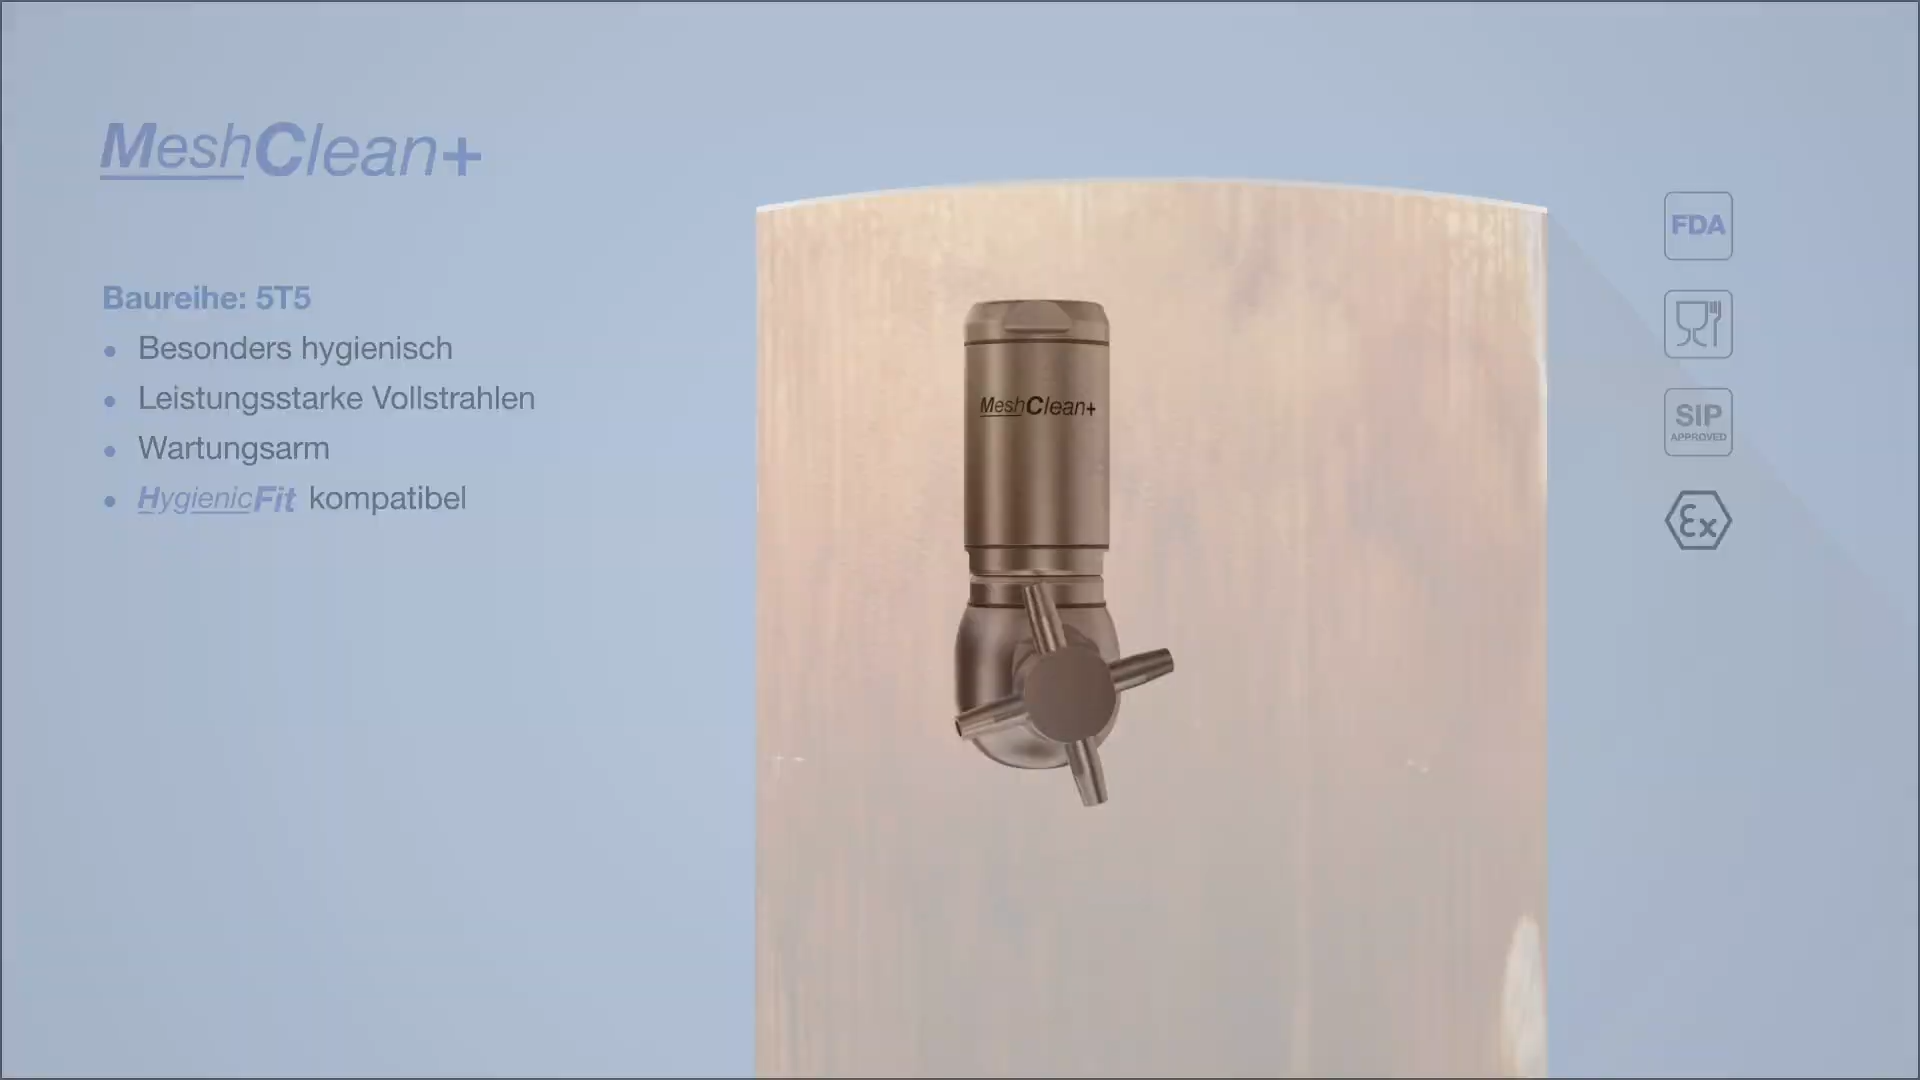 MeshClean+
Baureihe: 5T5
• Besonders hygienisch
• Leistungsstarke Vollstrahlen
• Wartungsarm
• HygienicFit kompatibel
MeshClean+
FDA
SIP
APPROVED
Ex